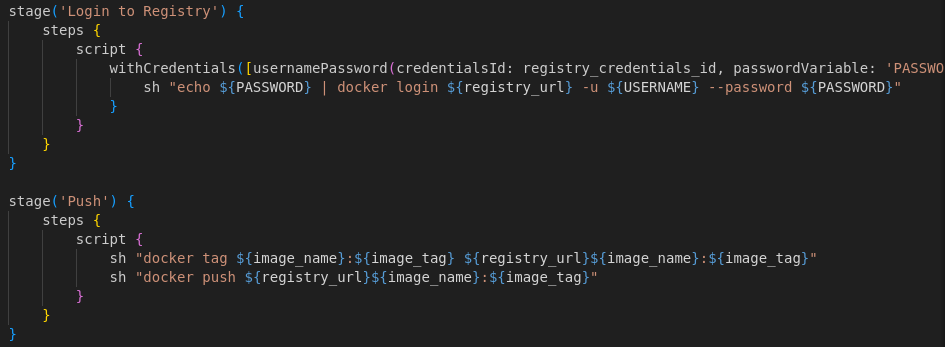 stage('Login to Registry') {
    steps {
        script {
            withCredentials([usernamePassword(credentialsId: registry_credentials_id, passwordVariable: 'PASSWO
                sh "echo ${PASSWORD} | docker login ${registry_url} -u ${USERNAME} --password ${PASSWORD}"
            }
        }
    }
}
stage('Push') {
    steps {
        script {
            sh "docker tag ${image_name}:${image_tag} ${registry_url}${image_name}:${image_tag}"
            sh "docker push ${registry_url}${image_name}:${image_tag}"
        }
    }
}